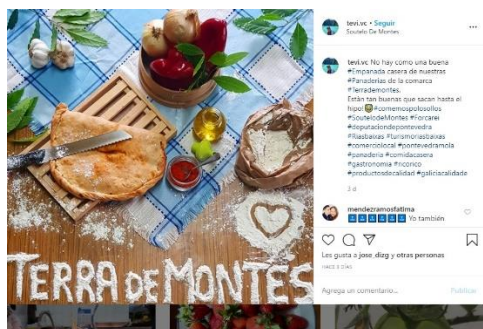 TERRA DE MONTES
tevi.vc • Seguir
Soutelo De Montes
tevi.vc No hay como una buena
#Empanada casera de nuestras
#Panaderías de la comarca
#Terrademontes.
Están tan buenas que sacan hasta el
hipo! #comemospolosollos
#SoutelodeMontes #Forcarei
#deputaciondepontevedra
#Riasbaixas #turismoriasbaixas
#comerciolocal #pontevedramola
#panaderia #comidacasera
#gastronomia #ricorico
#productosdecalidad #galiciacalidade
3 d
mendezramosfatima
Yo también
Les gusta a jose_dizg y otras personas
HACE 3 DÍAS
Agrega un comentario...
Publicar